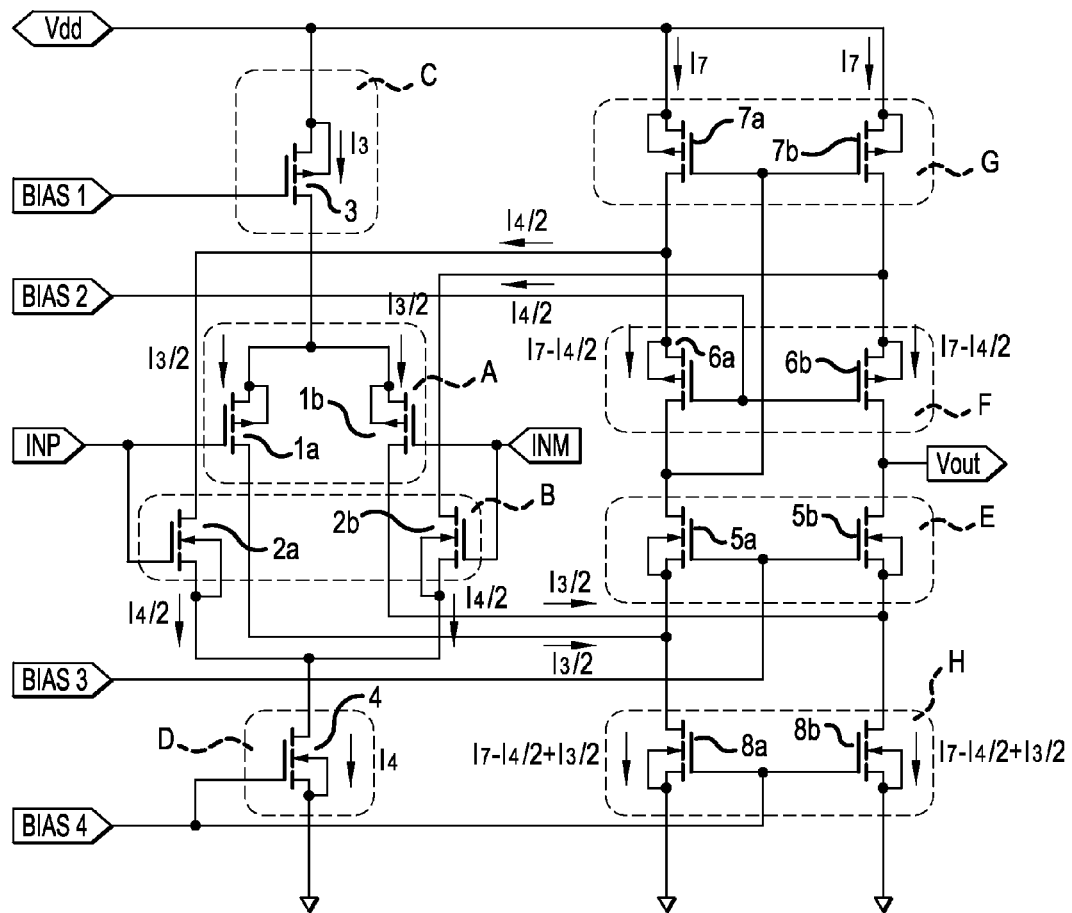 Vdd
I7
I7
C
7a
7b
I3
G
BIAS 1
3
I4/2
BIAS 2
I4/2
I3/2
I3/2
I7-I4/2
6a
6b
I7-I4/2
A
F
1b
INP
1a
INM
Vout
B
2b
E
2a
5a
5b
I4/2
I4/2
I3/2
BIAS 3
I3/2
4
H
D
I4
I7-I4/2+I3/2
8a
8b
I7-I4/2+I3/2
BIAS 4